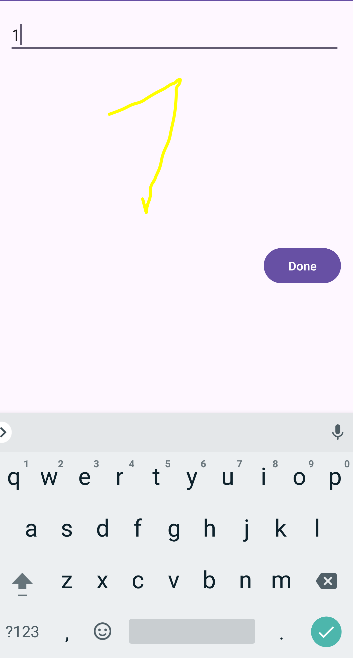 1
Done
1 2 3 4 5 6 7 8 9 0
q w e r t y u i o p
a s d f g h j k l
z x c v b n m
?123 , .